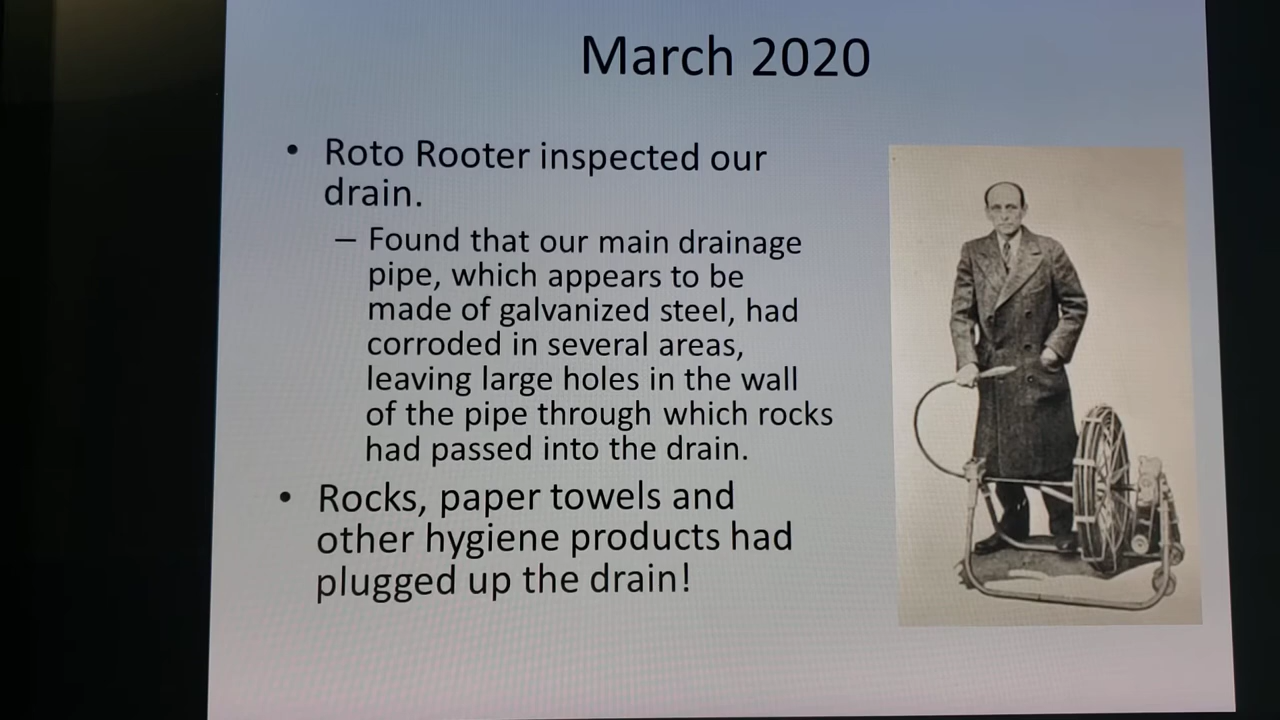 March 2020
• Roto Rooter inspected our
drain.
– Found that our main drainage
pipe, which appears to be
made of galvanized steel, had
corroded in several areas,
leaving large holes in the wall
of the pipe through which rocks
had passed into the drain.
• Rocks, paper towels and
other hygiene products had
plugged up the drain!